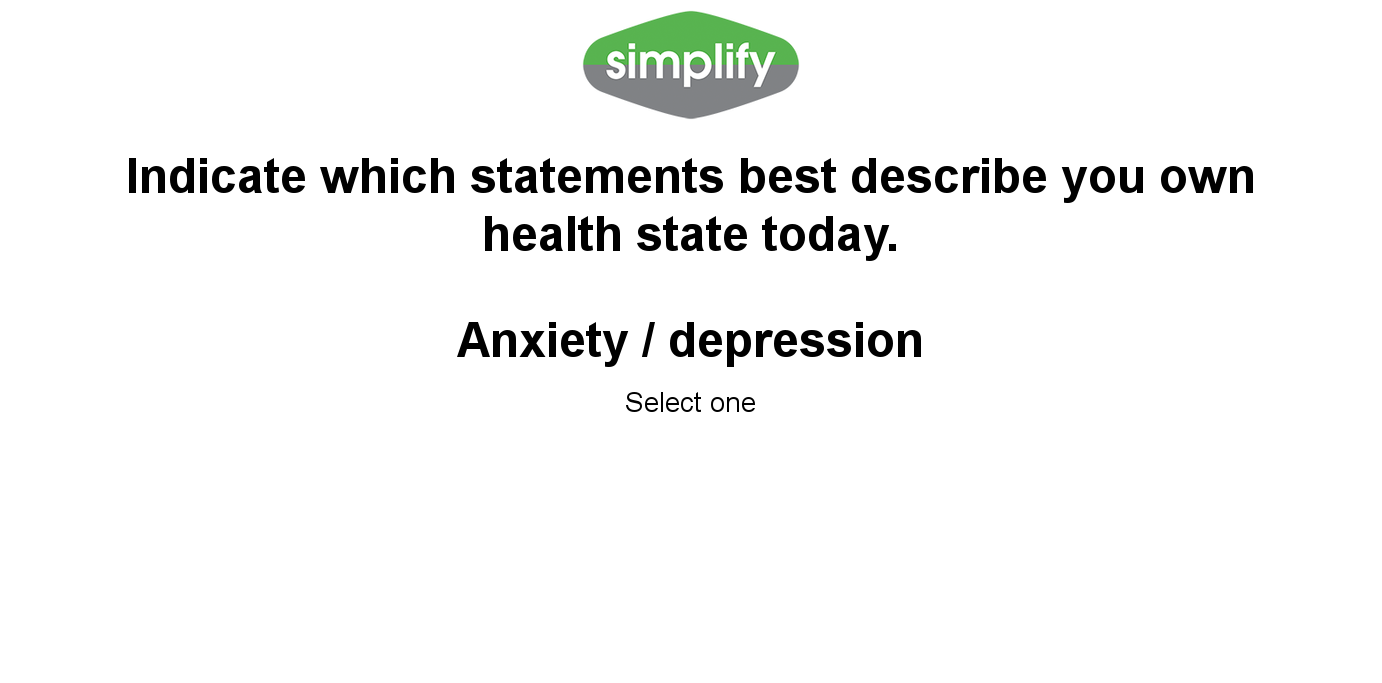 simplify
Indicate which statements best describe you own
health state today.
Anxiety / depression
Select one